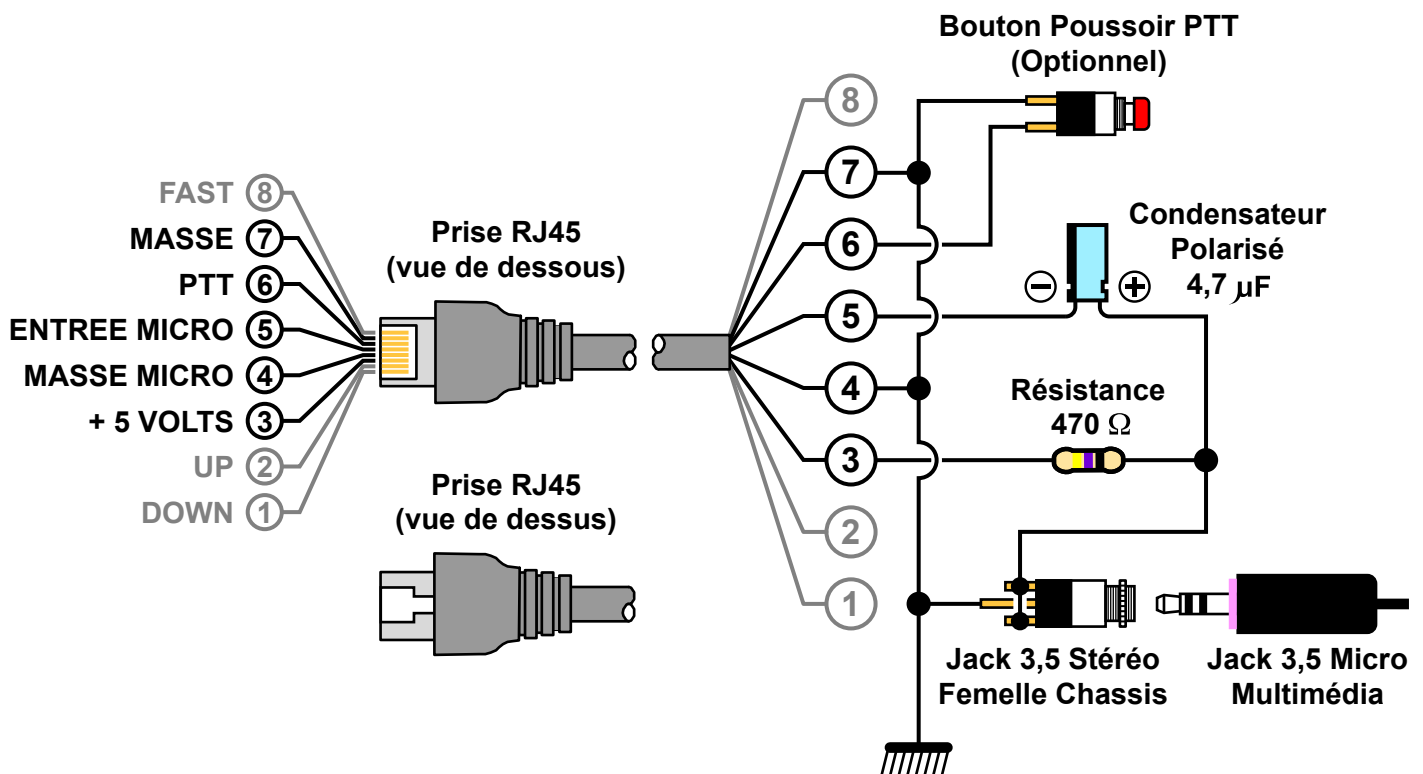 Bouton Poussoir PTT
(Optionnel)
FAST 8
MASSE 7
PTT 6
ENTREE MICRO 5
MASSE MICRO 4
+ 5 VOLTS 3
UP 2
DOWN 1
Prise RJ45
(vue de dessous)
Prise RJ45
(vue de dessus)
8
7
6
5
4
3
2
1
Condensateur
Polarisé
4,7 µF
− +
Résistance
470 Ω
Jack 3,5 Stéréo
Femelle Chassis
Jack 3,5 Micro
Multimédia